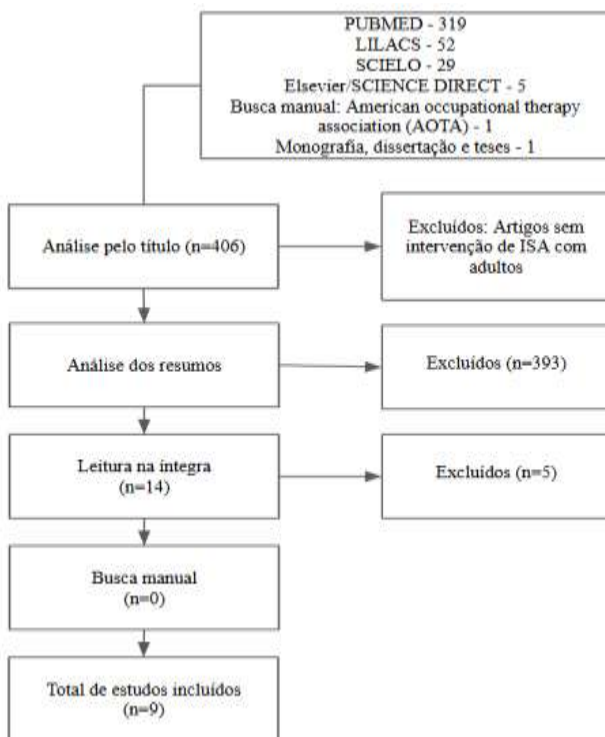 PUBMED - 319
LILACS - 52
SCIELO - 29
Elsevier/SCIENCE DIRECT - 5
Busca manual: American occupational therapy
association (AOTA) - 1
Monografia, dissertação e teses - 1
Análise pelo título (n=406)
Excluídos: Artigos sem
intervenção de ISA com
adultos
Análise dos resumos
Excluídos (n=393)
Leitura na íntegra
(n=14)
Excluídos (n=5)
Busca manual
(n=0)
Total de estudos incluídos
(n=9)